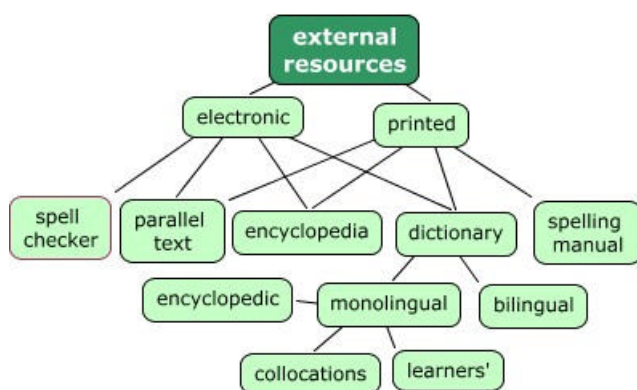 external
resources
electronic
printed
spell
checker
parallel
text
encyclopedia
dictionary
spelling
manual
encyclopedic
monolingual
bilingual
collocations
learners'